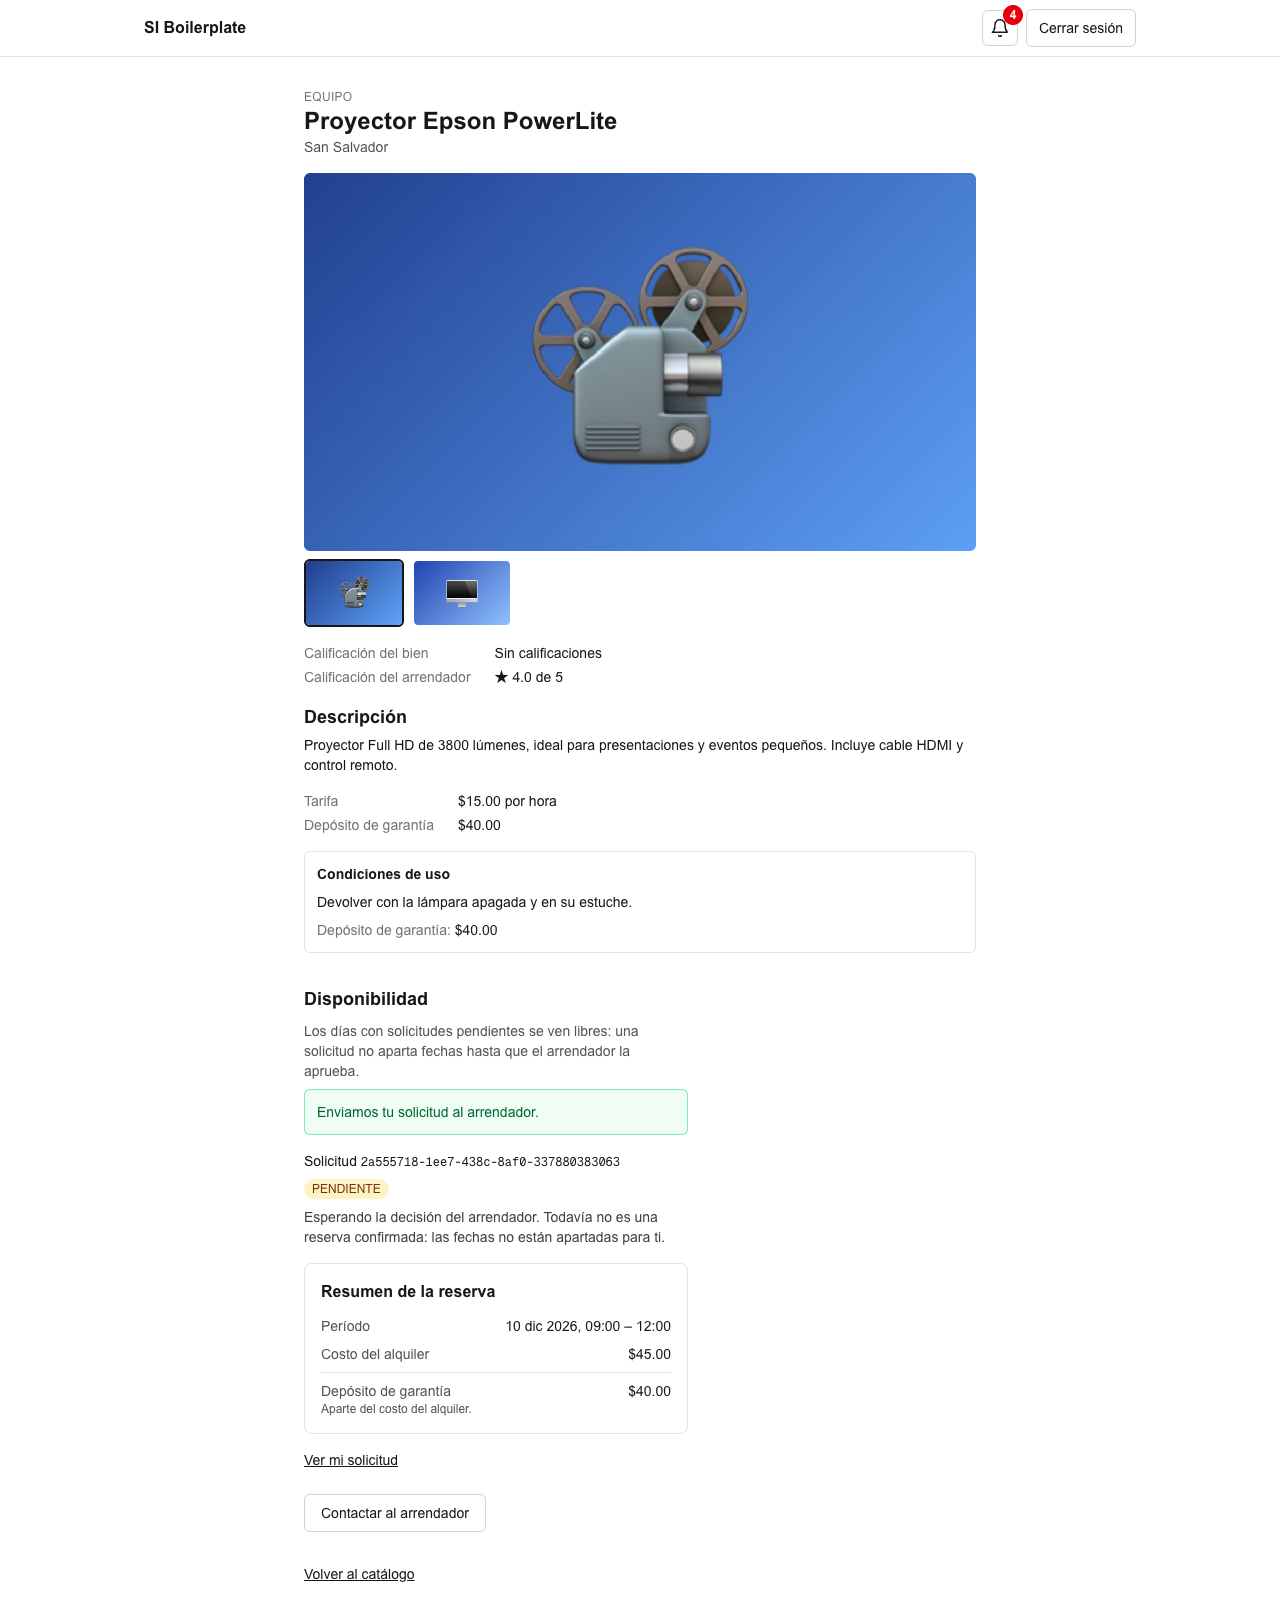 SI Boilerplate
4
Cerrar sesión
EQUIPO
Proyector Epson PowerLite
San Salvador
Calificación del bien Sin calificaciones
Calificación del arrendador ★ 4.0 de 5
Descripción
Proyector Full HD de 3800 lúmenes, ideal para presentaciones y eventos pequeños. Incluye cable HDMI y
control remoto.
Tarifa $15.00 por hora
Depósito de garantía $40.00
Condiciones de uso
Devolver con la lámpara apagada y en su estuche.
Depósito de garantía: $40.00
Disponibilidad
Los días con solicitudes pendientes se ven libres: una
solicitud no aparta fechas hasta que el arrendador la
aprueba.
Enviamos tu solicitud al arrendador.
Solicitud 2a555718-1ee7-438c-8af0-337880383063
PENDIENTE
Esperando la decisión del arrendador. Todavía no es una
reserva confirmada: las fechas no están apartadas para ti.
Resumen de la reserva
Período 10 dic 2026, 09:00 – 12:00
Costo del alquiler $45.00
Depósito de garantía $40.00
Aparte del costo del alquiler.
Ver mi solicitud
Contactar al arrendador
Volver al catálogo